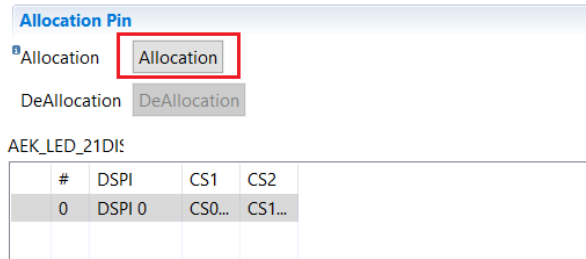 Allocation Pin
Allocation Allocation
DeAllocation DeAllocation
AEK_LED_21DIS
# DSPI CS1 CS2
0 DSPI 0 CS0... CS1...